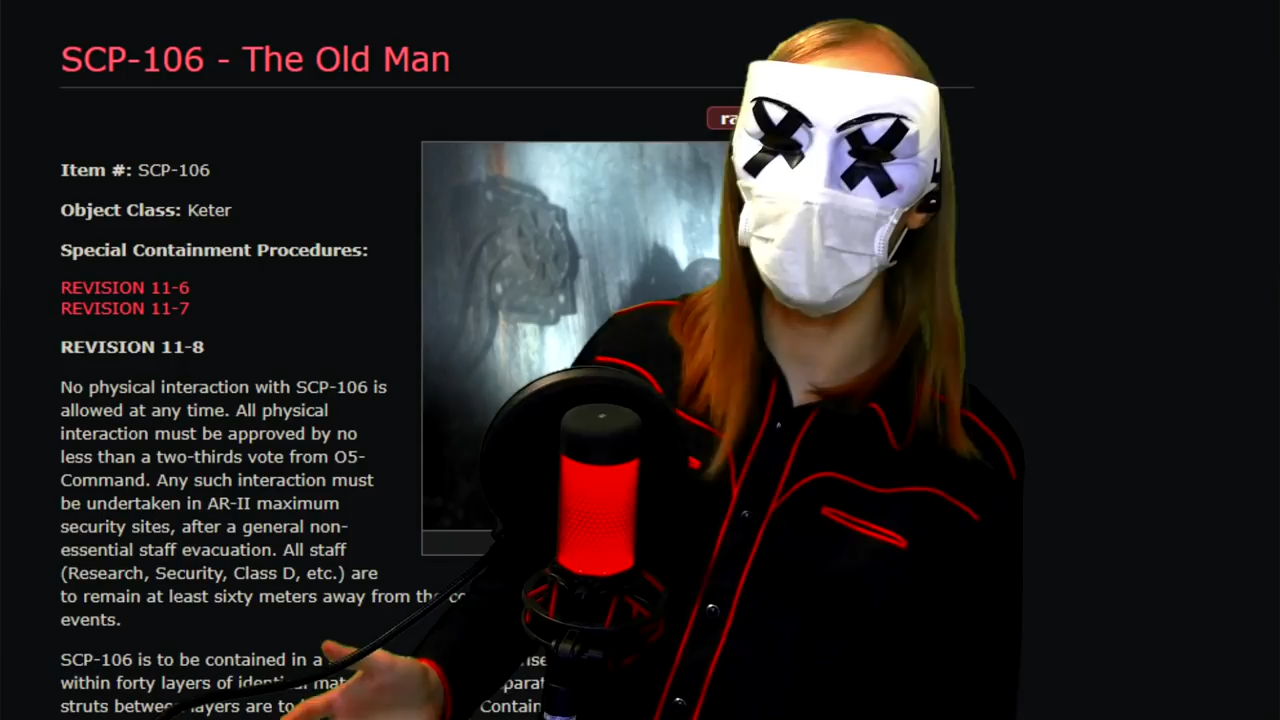 SCP-106 - The Old Man
ra
Item #: SCP-106
Object Class: Keter
Special Containment Procedures:
REVISION 11-6
REVISION 11-7
REVISION 11-8
No physical interaction with SCP-106 is
allowed at any time. All physical
interaction must be approved by no
less than a two-thirds vote from O5-
Command. Any such interaction must
be undertaken in AR-II maximum
security sites, after a general non-
essential staff evacuation. All staff
(Research, Security, Class D, etc.) are
to remain at least sixty meters away from the co
events.
SCP-106 is to be contained in a
within forty layers of identical mat
struts between layers are to